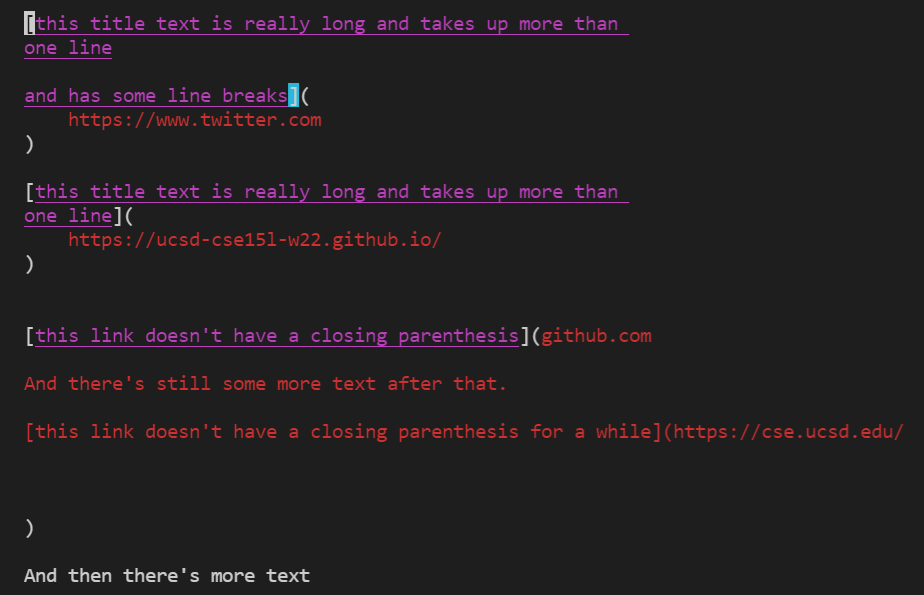 [this title text is really long and takes up more than
one line
and has some line breaks](
https://www.twitter.com
)
[this title text is really long and takes up more than
one line](
https://ucsd-cse15l-w22.github.io/
)
[this link doesn't have a closing parenthesis](github.com
And there's still some more text after that.
[this link doesn't have a closing parenthesis for a while](https://cse.ucsd.edu/
)
And then there's more text